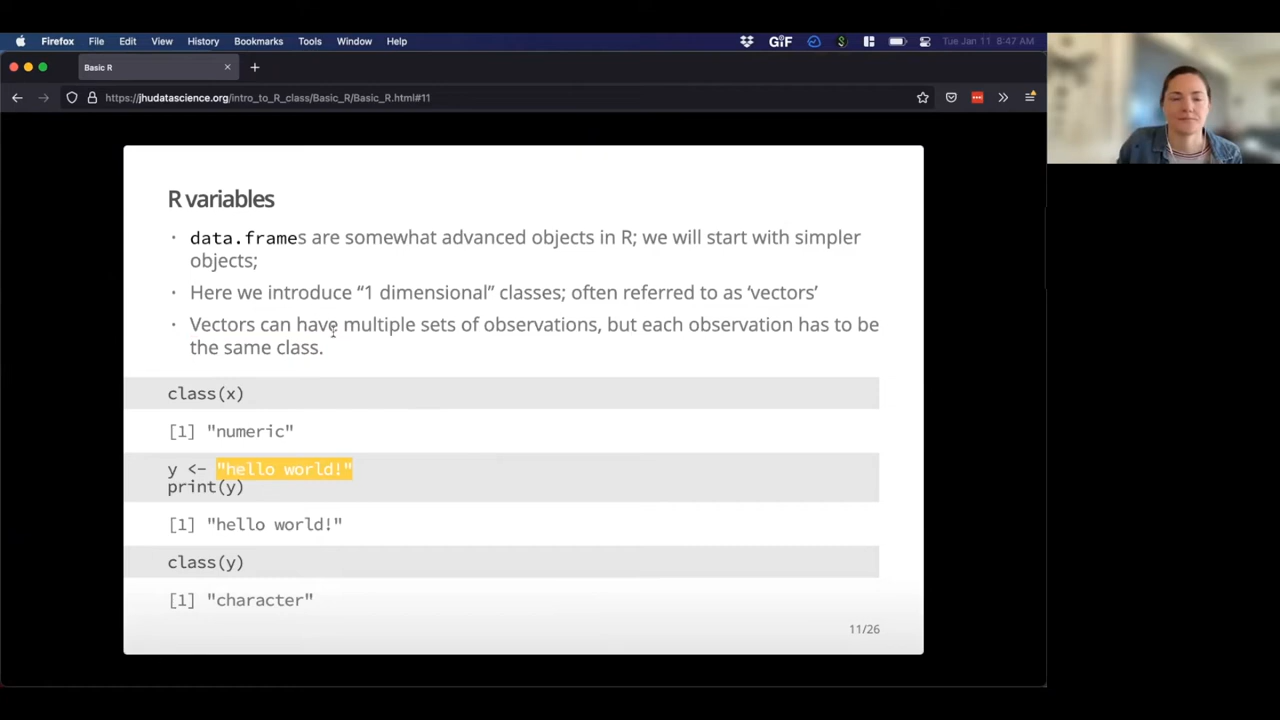 Firefox File Edit View History Bookmarks Tools Window Help GIF S Tue Jan 11 8:47 AM
Basic R
https://jhudatascience.org/intro_to_R_class/Basic_R/Basic_R.html#11
R variables
· data.frames are somewhat advanced objects in R; we will start with simpler
objects;
· Here we introduce “1 dimensional” classes; often referred to as ‘vectors’
· Vectors can have multiple sets of observations, but each observation has to be
the same class.
class(x)
[1] "numeric"
y <- "hello world!"
print(y)
[1] "hello world!"
class(y)
[1] "character"
11/26